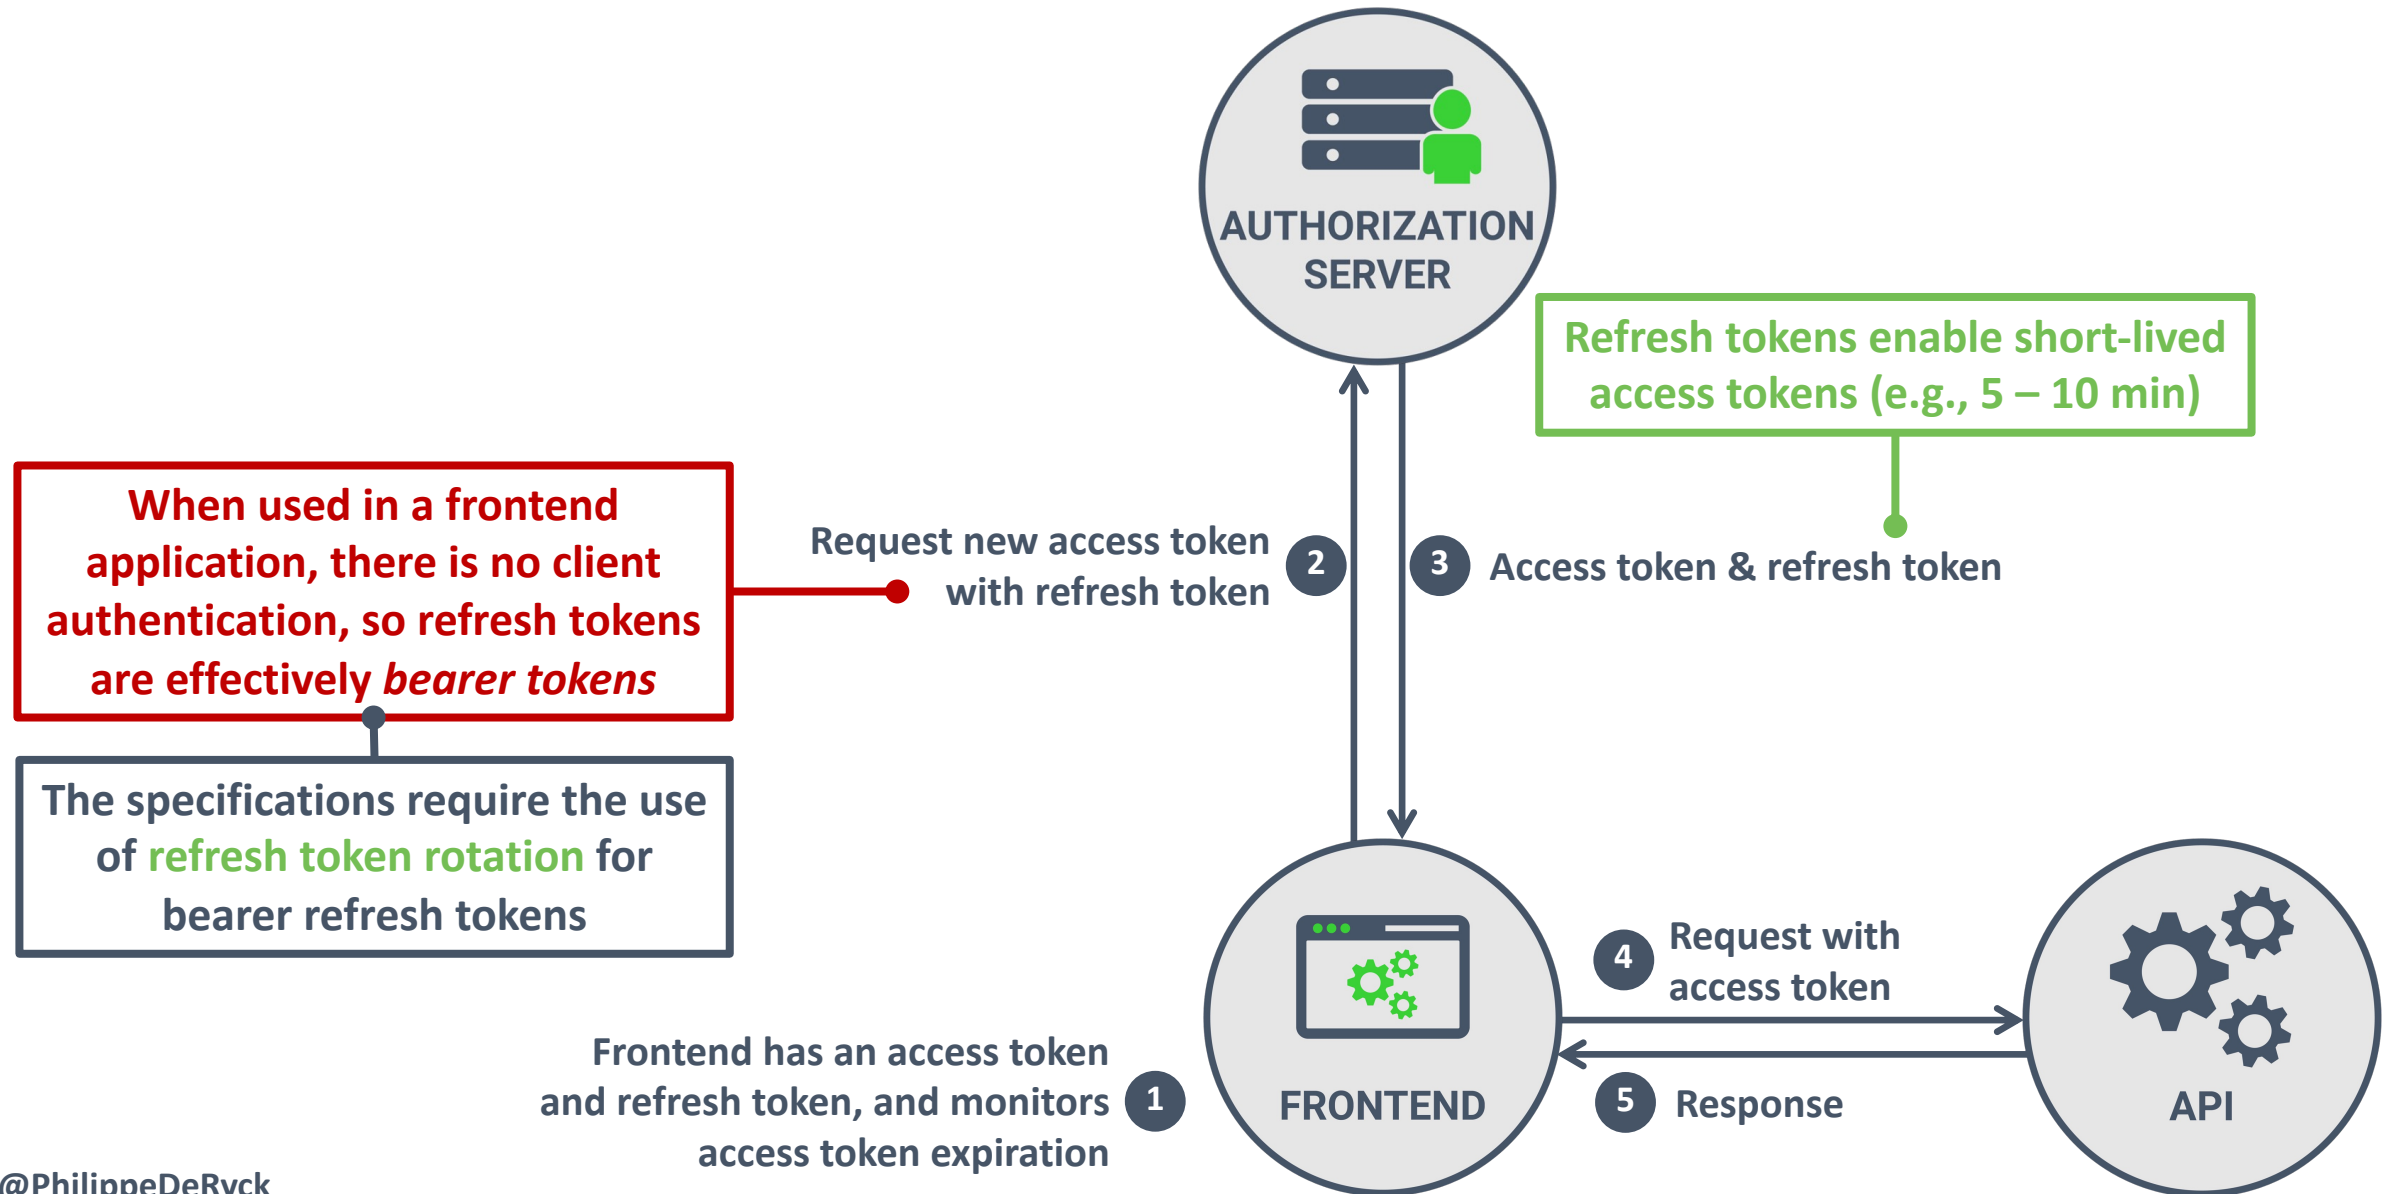 AUTHORIZATION
SERVER
Refresh tokens enable short-lived
access tokens (e.g., 5 – 10 min)
When used in a frontend
application, there is no client
authentication, so refresh tokens
are effectively bearer tokens
Request new access token
with refresh token
2
3
Access token & refresh token
The specifications require the use
of refresh token rotation for
bearer refresh tokens
4
Request with
access token
Frontend has an access token
and refresh token, and monitors
access token expiration
1
FRONTEND
5
Response
API
@PhilippeDeRyck